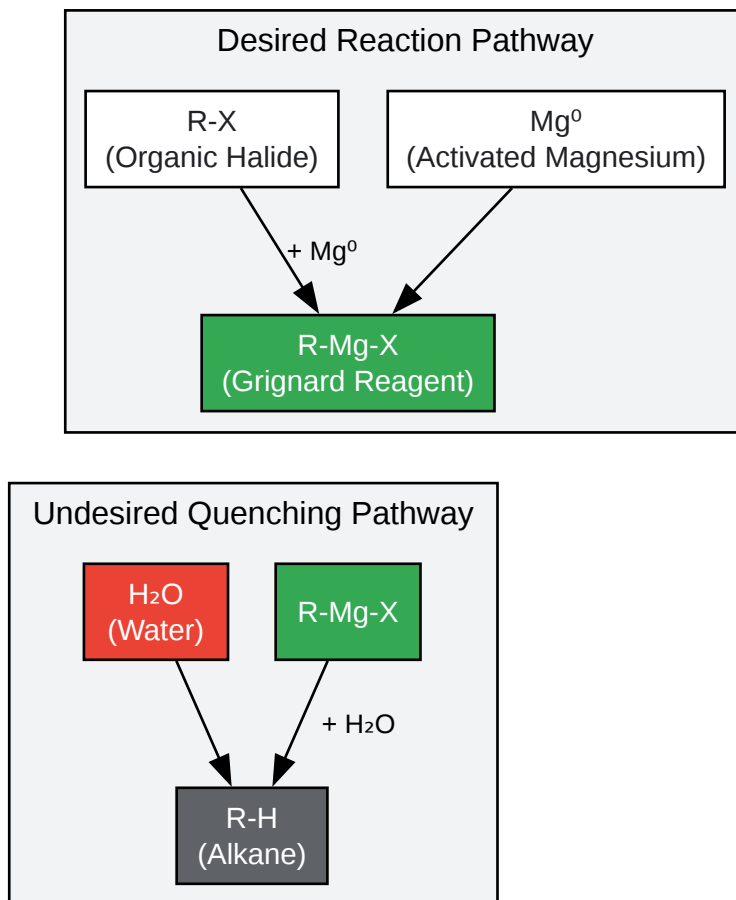 Desired Reaction Pathway
R-X
(Organic Halide)
Mg⁰
(Activated Magnesium)
+ Mg⁰
R-Mg-X
(Grignard Reagent)
Undesired Quenching Pathway
H₂O
(Water)
R-Mg-X
+ H₂O
R-H
(Alkane)